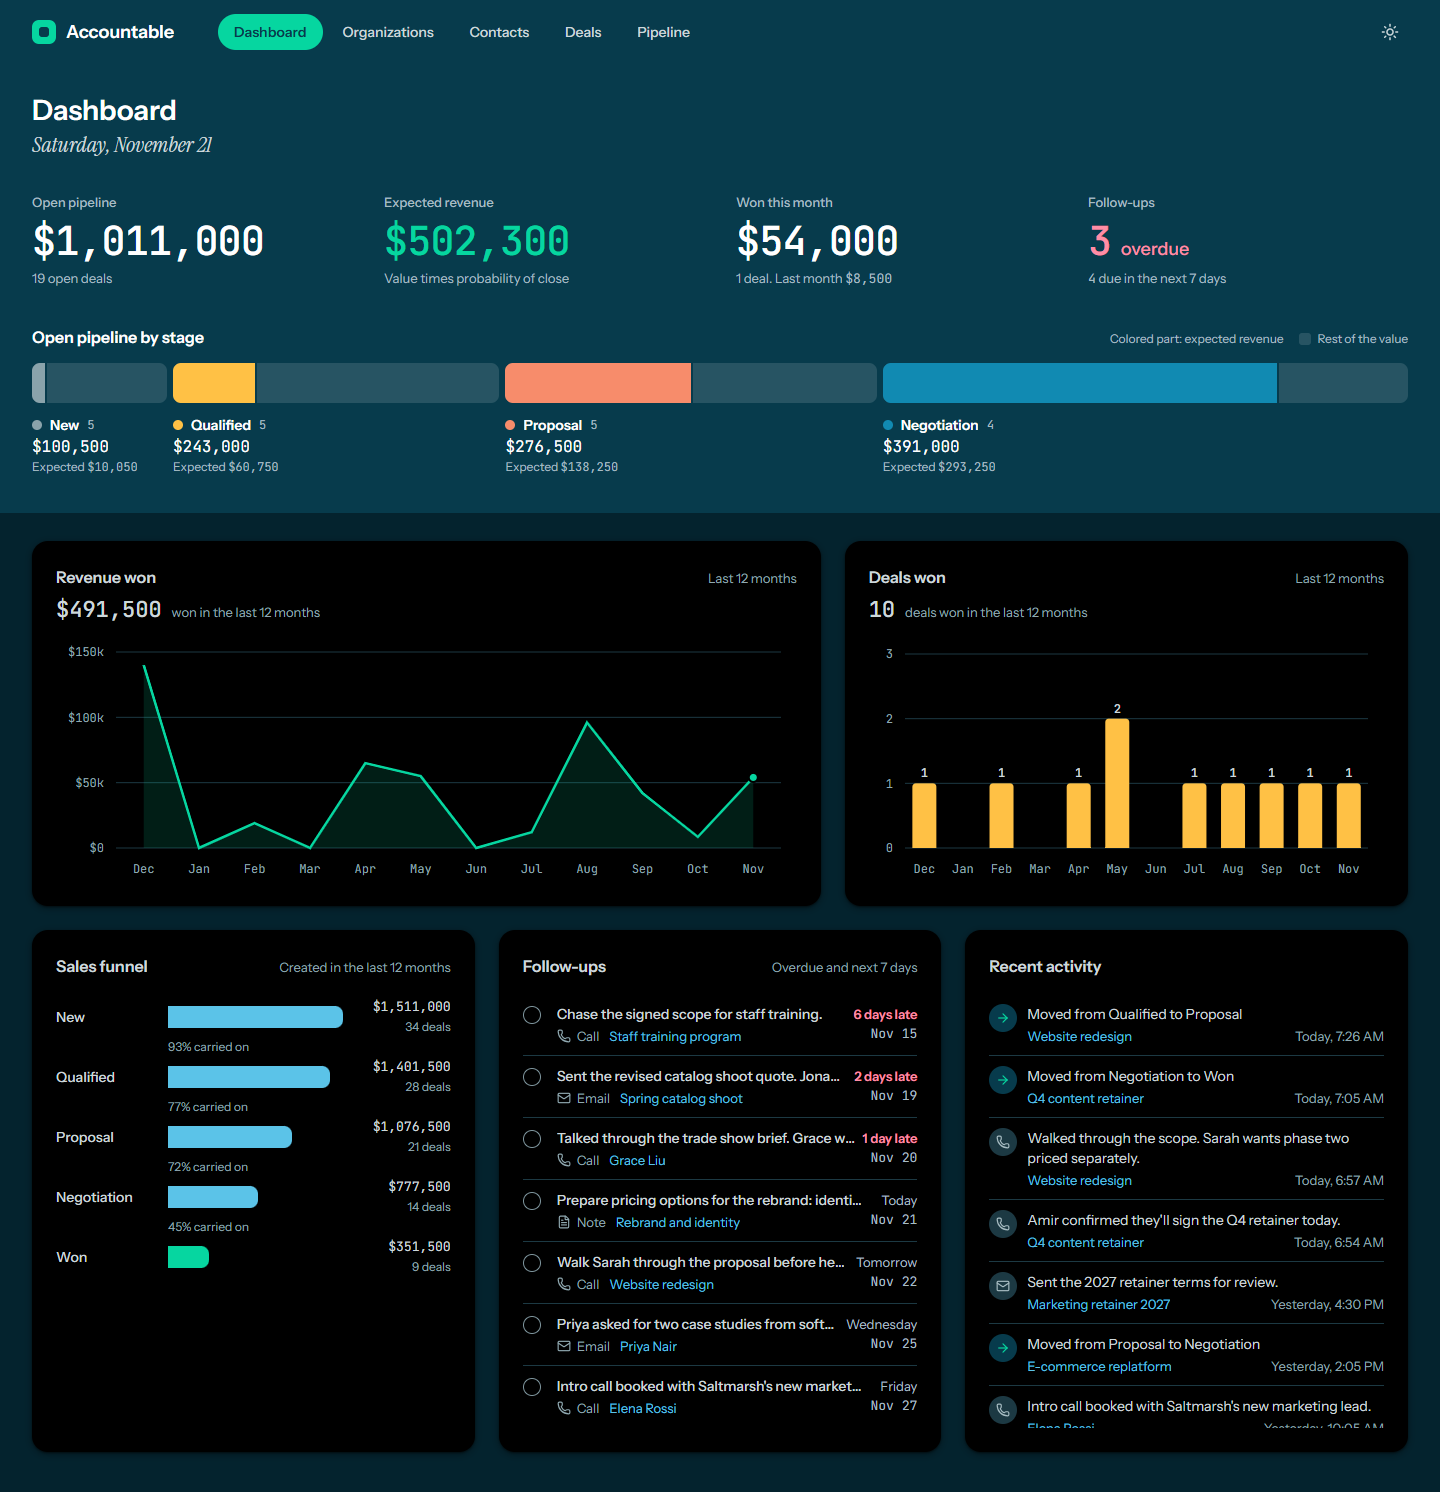 Accountable
Dashboard
Organizations
Contacts
Deals
Pipeline
Dashboard
Saturday, November 21
Open pipeline
$1,011,000
19 open deals
Expected revenue
$502,300
Value times probability of close
Won this month
$54,000
1 deal. Last month $8,500
Follow-ups
3 overdue
4 due in the next 7 days
Open pipeline by stage
Colored part: expected revenue
Rest of the value
New 5
$100,500
Expected $10,050
Qualified 5
$243,000
Expected $60,750
Proposal 5
$276,500
Expected $138,250
Negotiation 4
$391,000
Expected $293,250
Revenue won
Last 12 months
$491,500 won in the last 12 months
$150k
$100k
$50k
$0
Dec Jan Feb Mar Apr May Jun Jul Aug Sep Oct Nov
Deals won
Last 12 months
10 deals won in the last 12 months
3
2
1
0
1 1 1 2 1 1 1 1 1
Dec Jan Feb Mar Apr May Jun Jul Aug Sep Oct Nov
Sales funnel
Created in the last 12 months
New
$1,511,000
34 deals
93% carried on
Qualified
$1,401,500
28 deals
77% carried on
Proposal
$1,076,500
21 deals
72% carried on
Negotiation
$777,500
14 deals
45% carried on
Won
$351,500
9 deals
Follow-ups
Overdue and next 7 days
Chase the signed scope for staff training. 6 days late
Call Staff training program Nov 15
Sent the revised catalog shoot quote. Jona... 2 days late
Email Spring catalog shoot Nov 19
Talked through the trade show brief. Grace w... 1 day late
Call Grace Liu Nov 20
Prepare pricing options for the rebrand: identi... Today
Note Rebrand and identity Nov 21
Walk Sarah through the proposal before he... Tomorrow
Call Website redesign Nov 22
Priya asked for two case studies from soft... Wednesday
Email Priya Nair Nov 25
Intro call booked with Saltmarsh's new market... Friday
Call Elena Rossi Nov 27
Recent activity
Moved from Qualified to Proposal
Website redesign Today, 7:26 AM
Moved from Negotiation to Won
Q4 content retainer Today, 7:05 AM
Walked through the scope. Sarah wants phase two
priced separately.
Website redesign Today, 6:57 AM
Amir confirmed they'll sign the Q4 retainer today.
Q4 content retainer Today, 6:54 AM
Sent the 2027 retainer terms for review.
Marketing retainer 2027 Yesterday, 4:30 PM
Moved from Proposal to Negotiation
E-commerce replatform Yesterday, 2:05 PM
Intro call booked with Saltmarsh's new marketing lead.
Elena Rossi Yesterday, 10:05 AM